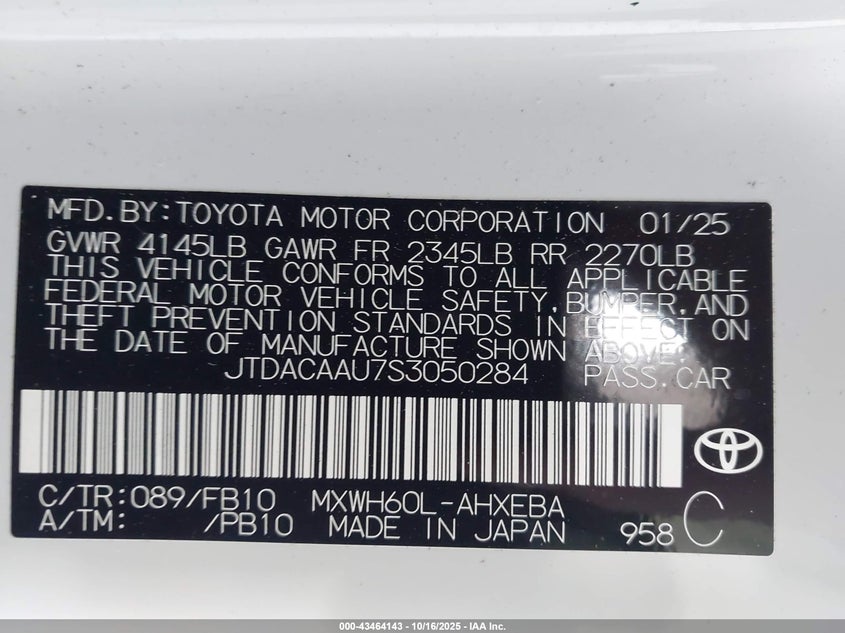 MFD.BY:TOYOTA MOTOR CORPORATION 01/25
GVWR 4145LB GAWR FR 2345LB RR 2270LB
THIS VEHICLE CONFORMS TO ALL APPLICABLE
FEDERAL MOTOR VEHICLE SAFETY,BUMPER,AND
THEFT PREVENTION STANDARDS IN EFFECT ON
THE DATE OF MANUFACTURE SHOWN ABOVE.
JTDACAAU7S3050284 PASS.CAR
C/TR:089/FB10 MXWH60L-AHXEBA
A/TM: /PB10 MADE IN JAPAN 958 C
000-43464143 | 10/16/2025 - IAA Inc.